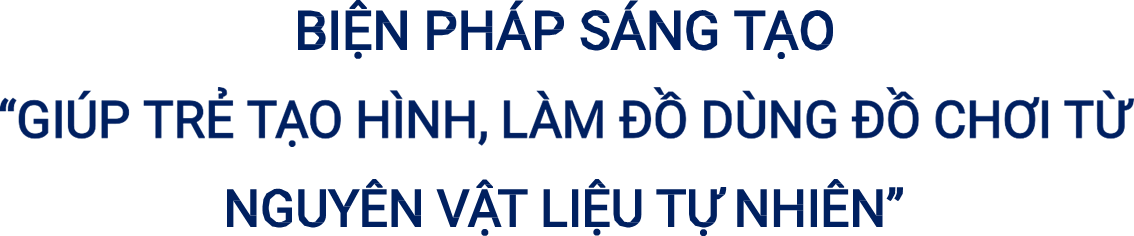 BIỆN PHÁP SÁNG TẠO
“GIÚP TRẺ TẠO HÌNH, LÀM ĐỒ DÙNG ĐỒ CHƠI TỪ
NGUYÊN VẬT LIỆU TỰ NHIÊN”